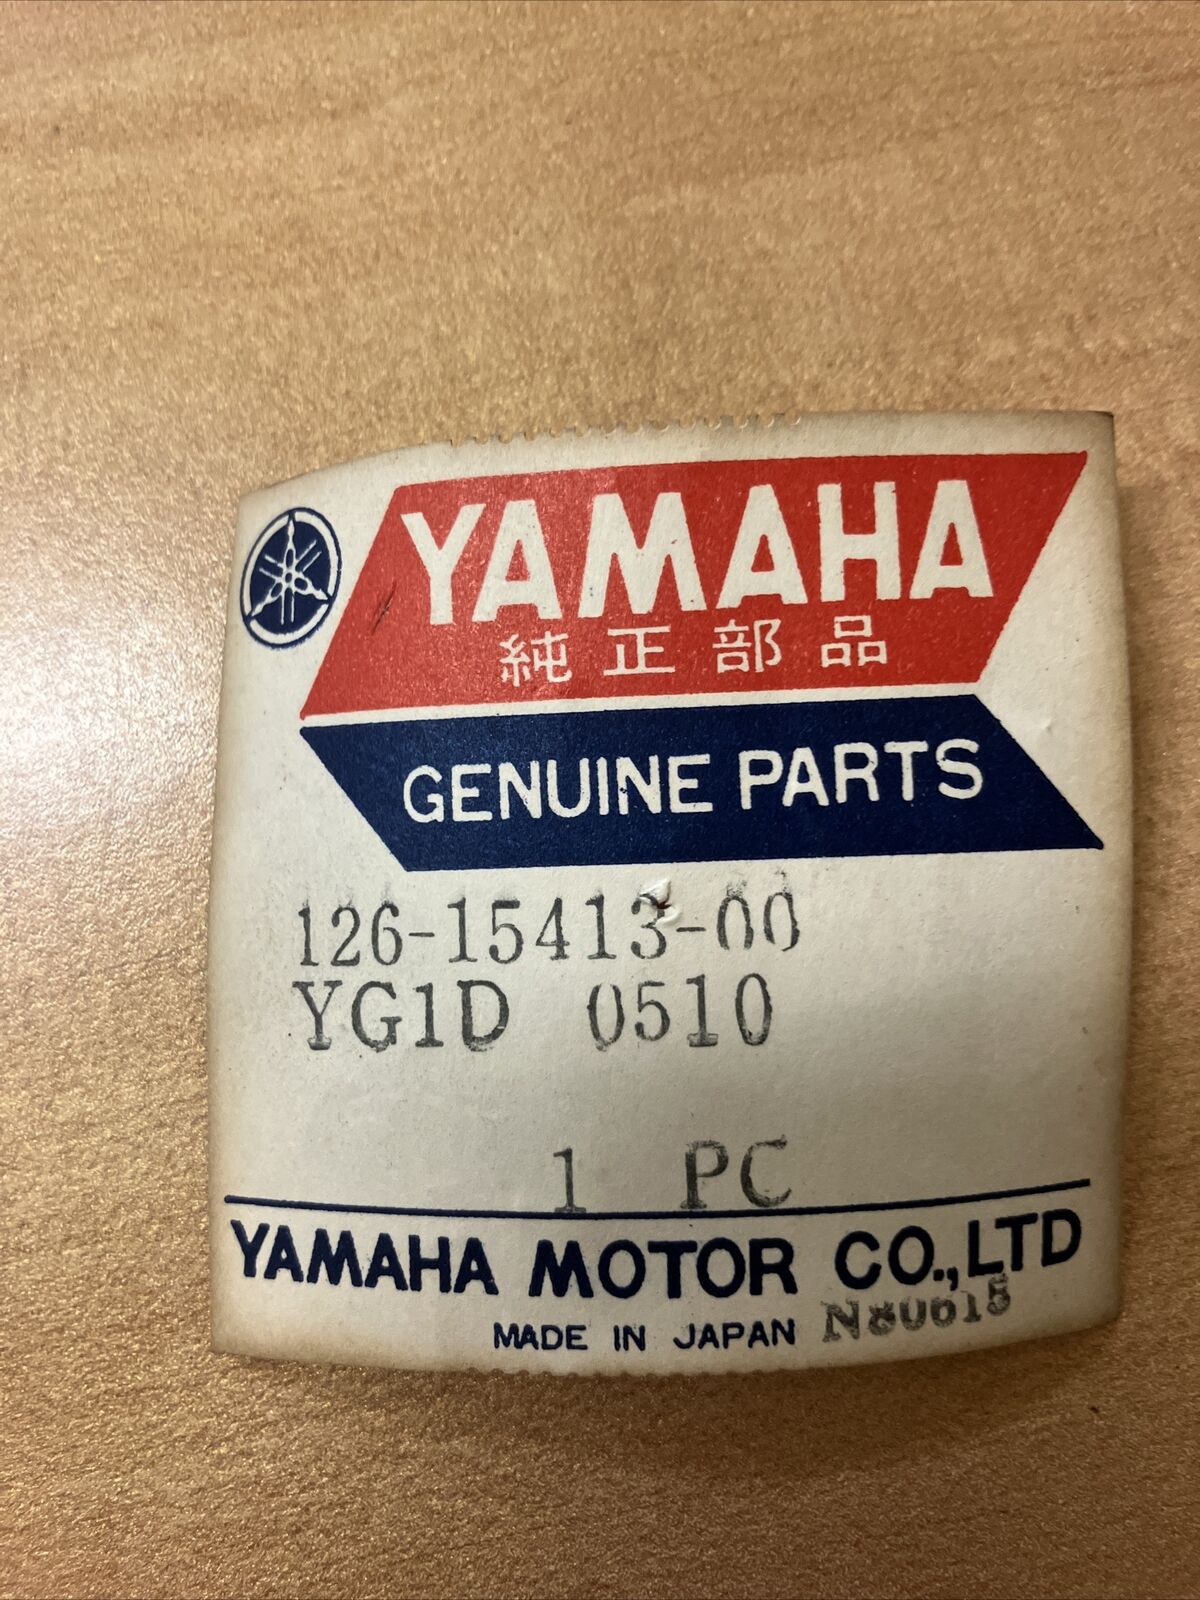 YAMAHA
純正部品
GENUINE PARTS
126-15413-00
YG1D 0510
1 PC
YAMAHA MOTOR CO.,LTD
MADE IN JAPAN N80615